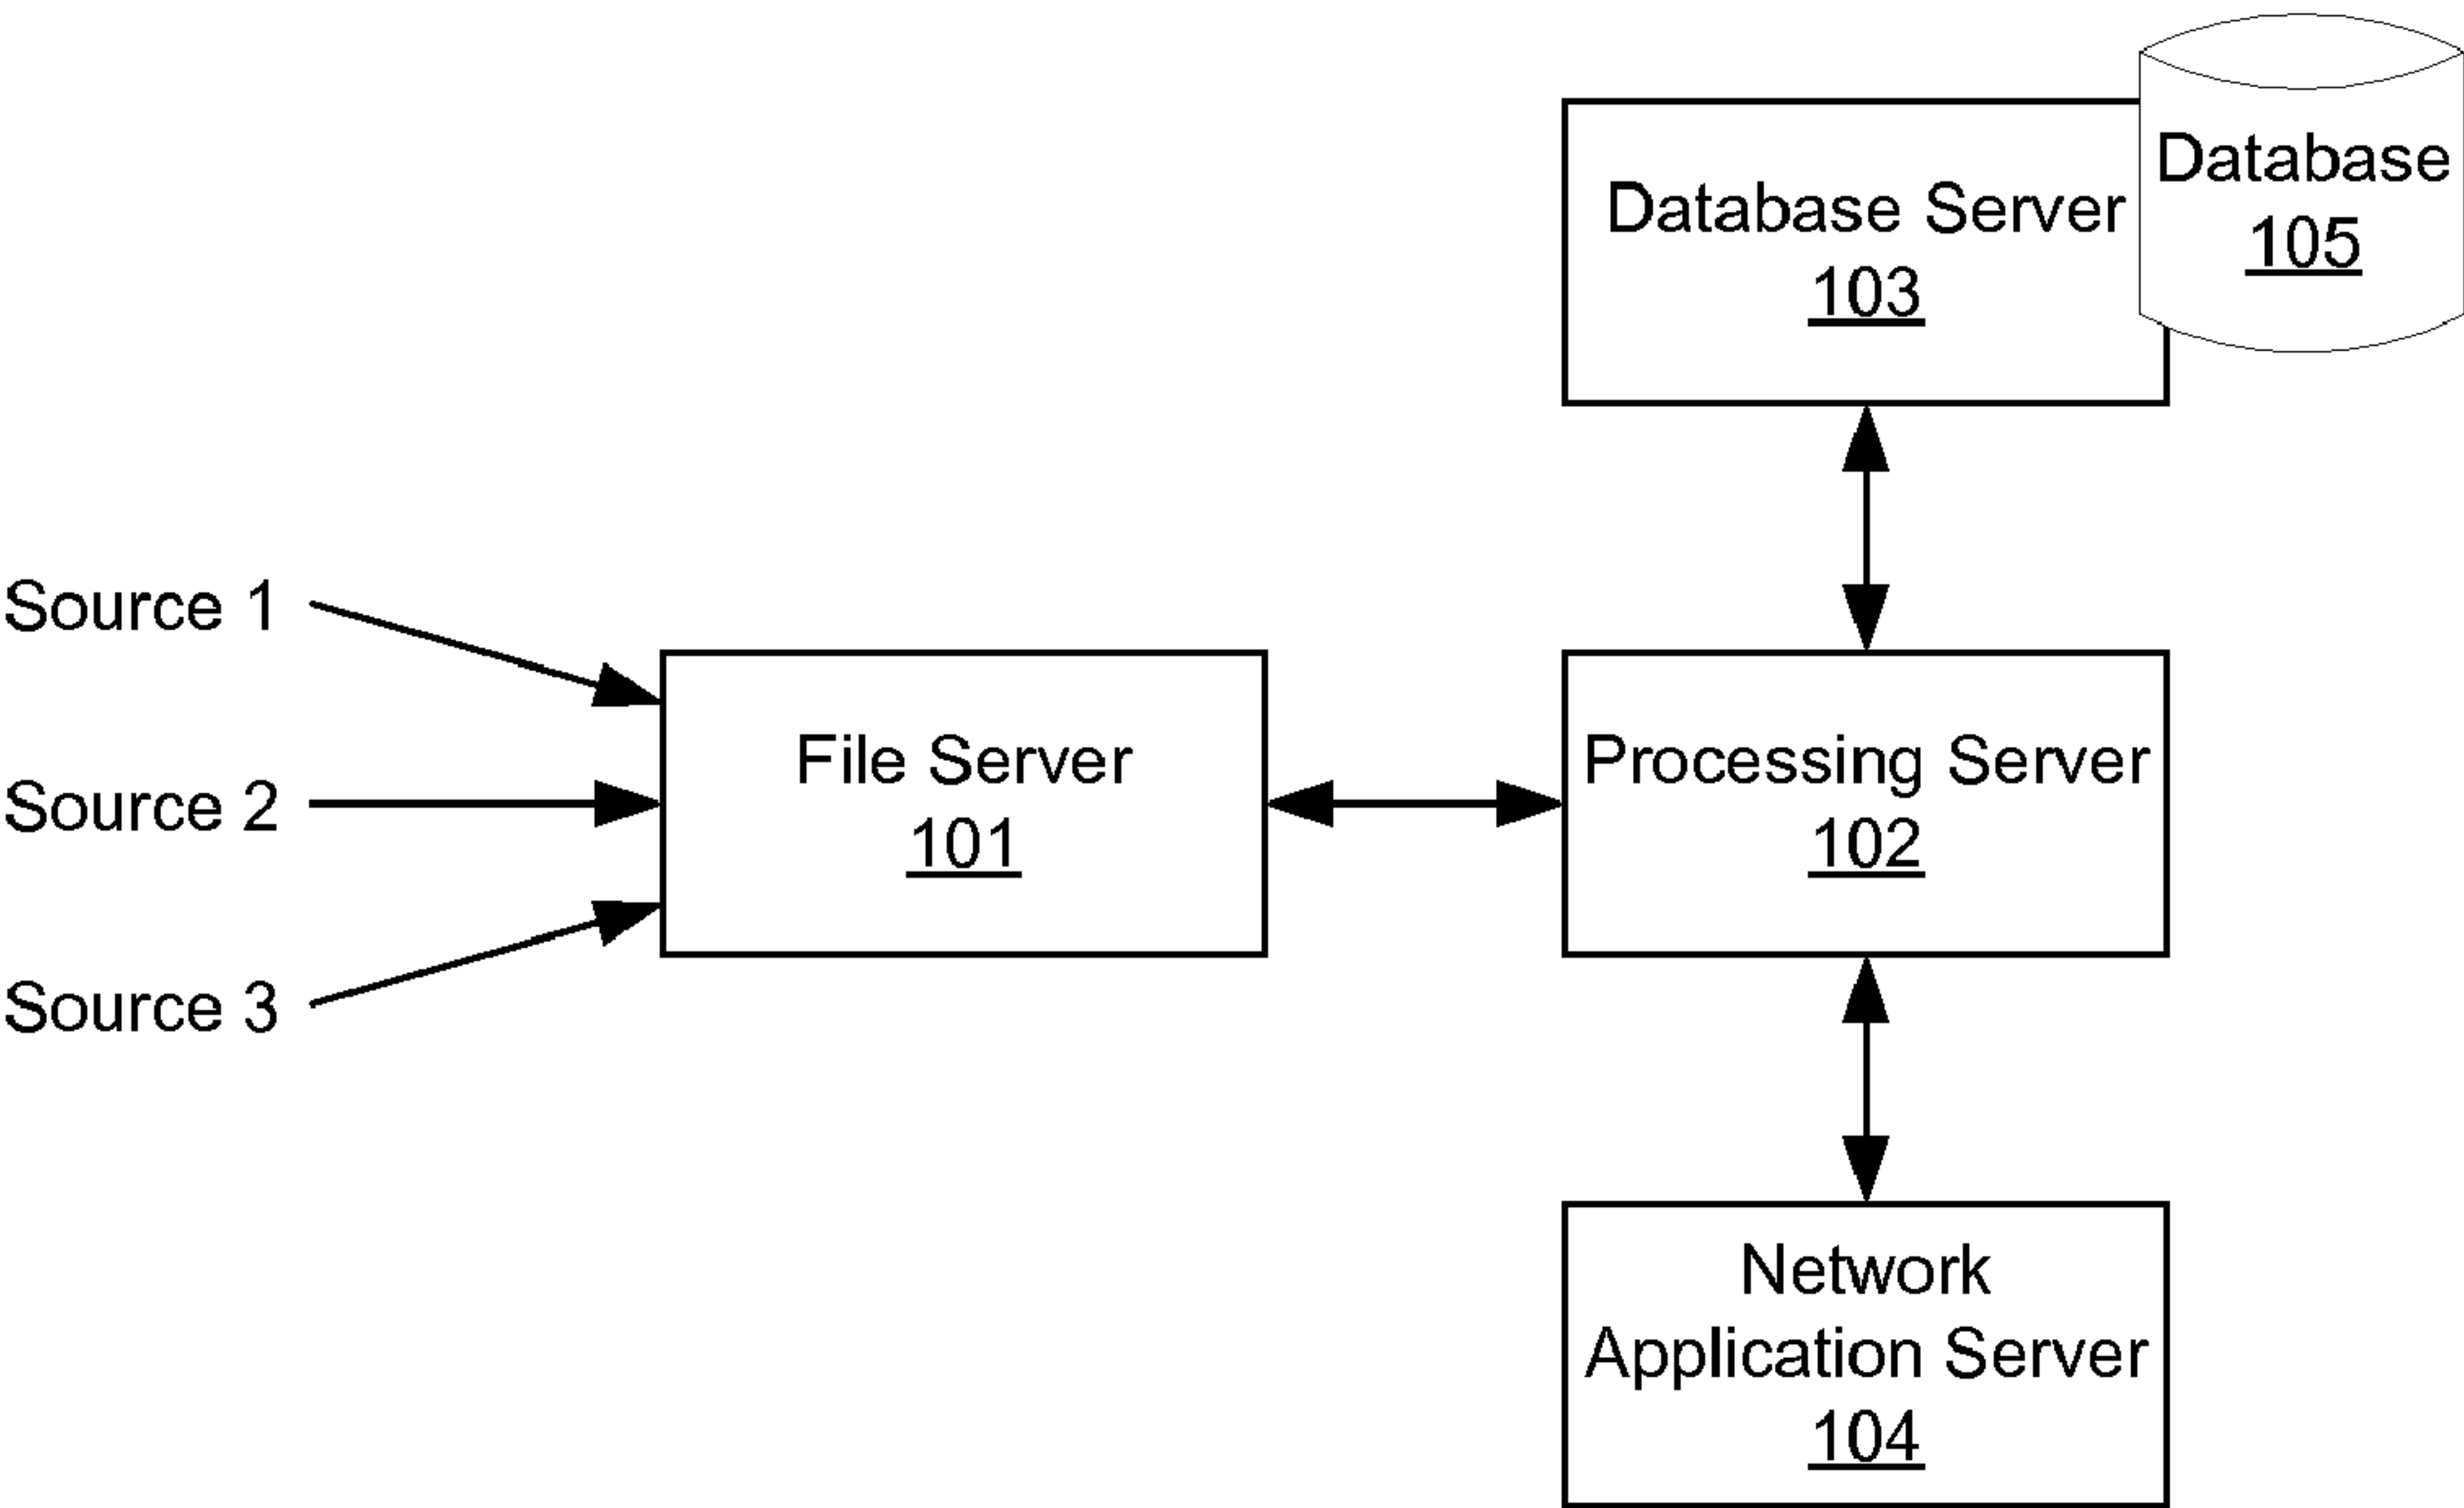 Database Server
103
Database
105
Source 1
Source 2
Source 3
File Server
101
Processing Server
102
Network
Application Server
104